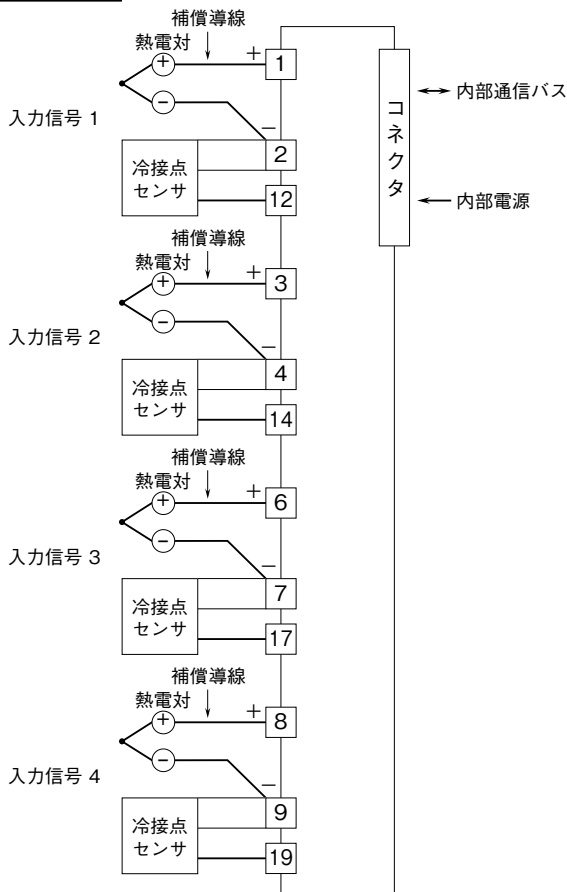 補償導線
熱電対
+
+
1
入力信号 1
−
−
2
冷接点
センサ
12
コネクタ
内部通信バス
内部電源
補償導線
熱電対
+
+
3
入力信号 2
−
−
4
冷接点
センサ
14
補償導線
熱電対
+
+
6
入力信号 3
−
−
7
冷接点
センサ
17
補償導線
熱電対
+
+
8
入力信号 4
−
−
9
冷接点
センサ
19